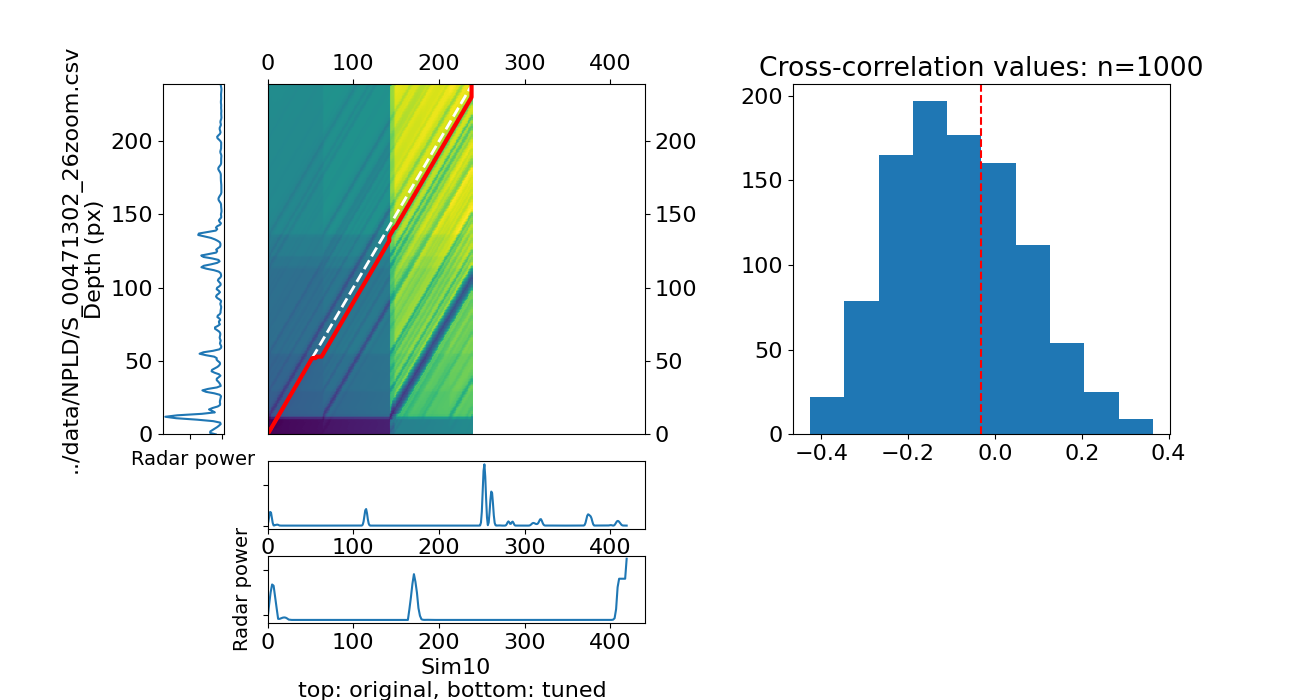 ../data/NPLD/S_00471302_26zoom.csv
Depth (px)
0
50
100
150
200
Radar power
0 100 200 300 400
0
50
100
150
200
0 100 200 300 400
Radar power
0 100 200 300 400
Sim10
top: original, bottom: tuned
Cross-correlation values: n=1000
200
150
100
50
0
−0.4 −0.2 0.0 0.2 0.4